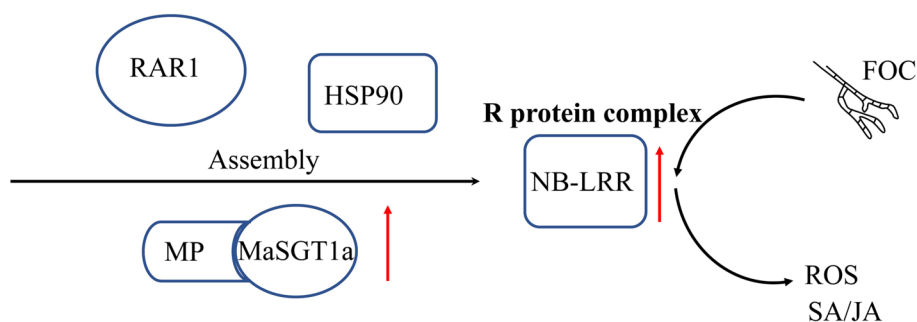 RAR1
HSP90
Assembly
MP
MaSGT1a
R protein complex
NB-LRR
FOC
ROS
SA/JA